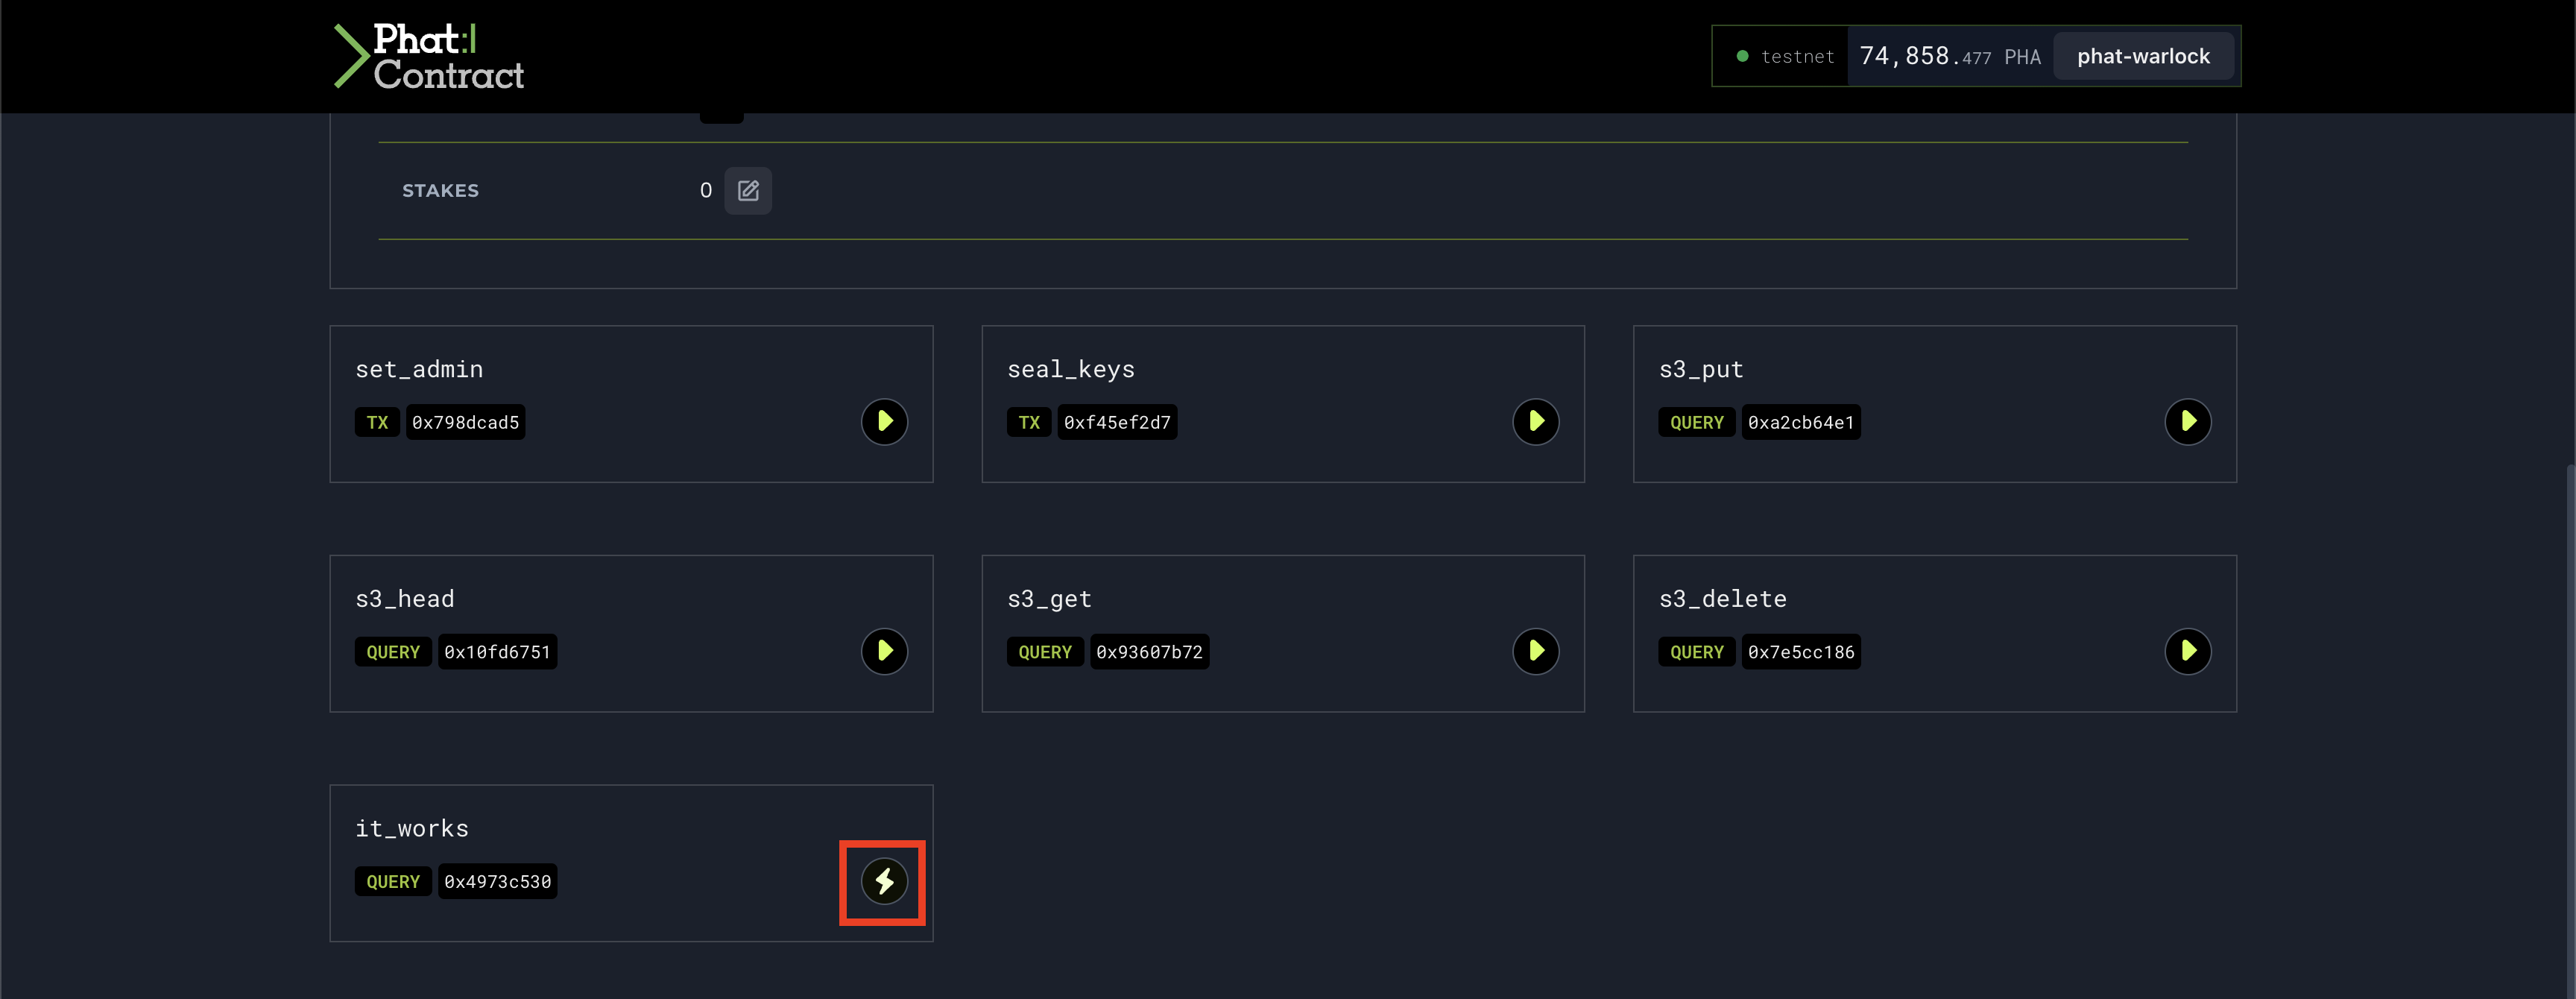 Phat:|
Contract
testnet 74,858.477 PHA phat-warlock
STAKES 0
set_admin
TX 0x798dcad5
seal_keys
TX 0xf45ef2d7
s3_put
QUERY 0xa2cb64e1
s3_head
QUERY 0x10fd6751
s3_get
QUERY 0x93607b72
s3_delete
QUERY 0x7e5cc186
it_works
QUERY 0x4973c530